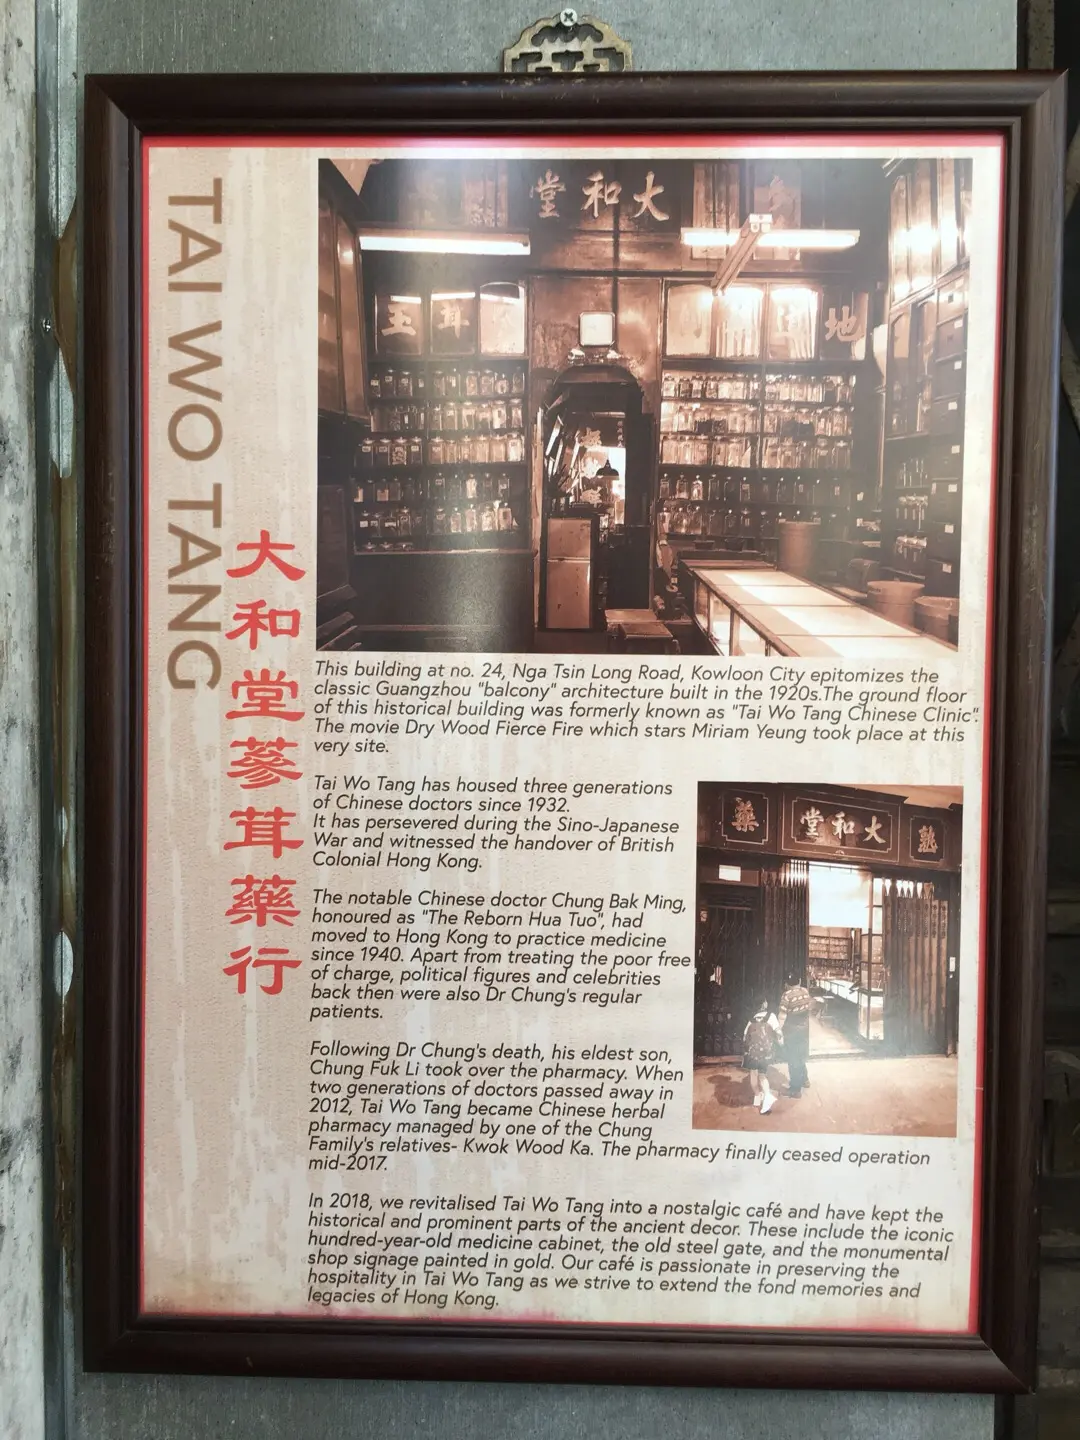 TAI WO TANG
大和堂蔘茸藥行
堂和大
玉茸
地
This building at no. 24, Nga Tsin Long Road, Kowloon City epitomizes the
classic Guangzhou "balcony" architecture built in the 1920s.The ground floor
of this historical building was formerly known as "Tai Wo Tang Chinese Clinic".
The movie Dry Wood Fierce Fire which stars Miriam Yeung took place at this
very site.
Tai Wo Tang has housed three generations
of Chinese doctors since 1932.
It has persevered during the Sino-Japanese
War and witnessed the handover of British
Colonial Hong Kong.
藥 堂和大 熟
The notable Chinese doctor Chung Bak Ming,
honoured as "The Reborn Hua Tuo", had
moved to Hong Kong to practice medicine
since 1940. Apart from treating the poor free
of charge, political figures and celebrities
back then were also Dr Chung's regular
patients.
Following Dr Chung's death, his eldest son,
Chung Fuk Li took over the pharmacy. When
two generations of doctors passed away in
2012, Tai Wo Tang became Chinese herbal
pharmacy managed by one of the Chung
Family's relatives- Kwok Wood Ka. The pharmacy finally ceased operation
mid-2017.
In 2018, we revitalised Tai Wo Tang into a nostalgic café and have kept the
historical and prominent parts of the ancient decor. These include the iconic
hundred-year-old medicine cabinet, the old steel gate, and the monumental
shop signage painted in gold. Our café is passionate in preserving the
hospitality in Tai Wo Tang as we strive to extend the fond memories and
legacies of Hong Kong.